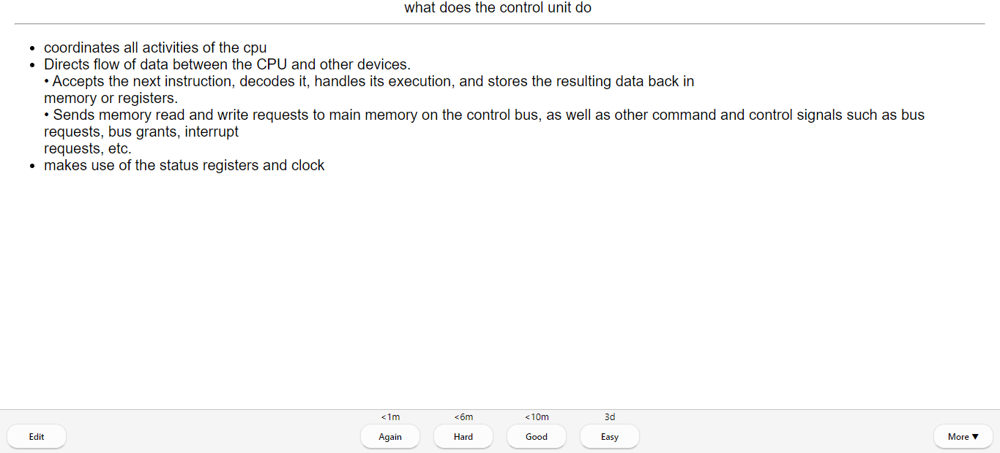 what does the control unit do
• coordinates all activities of the cpu
• Directs flow of data between the CPU and other devices.
• Accepts the next instruction, decodes it, handles its execution, and stores the resulting data back in
memory or registers.
• Sends memory read and write requests to main memory on the control bus, as well as other command and control signals such as bus
requests, bus grants, interrupt
requests, etc.
• makes use of the status registers and clock
<1m <6m <10m 3d
Edit Again Hard Good Easy More ▼